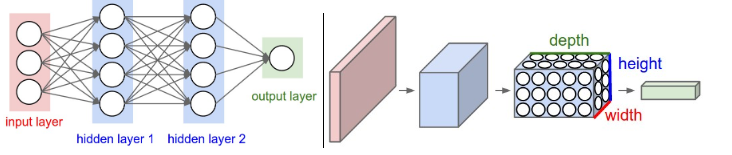 input layer
hidden layer 1
hidden layer 2
output layer
depth
height
width